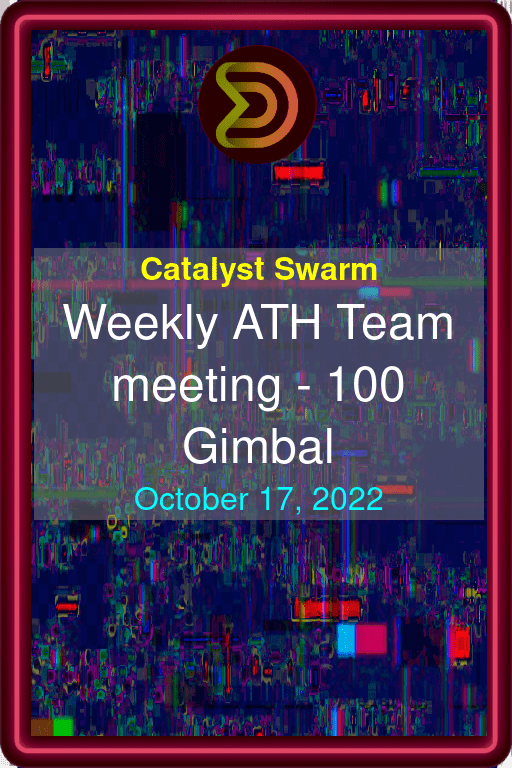 Catalyst Swarm
Weekly ATH Team
meeting - 100
Gimbal
October 17, 2022